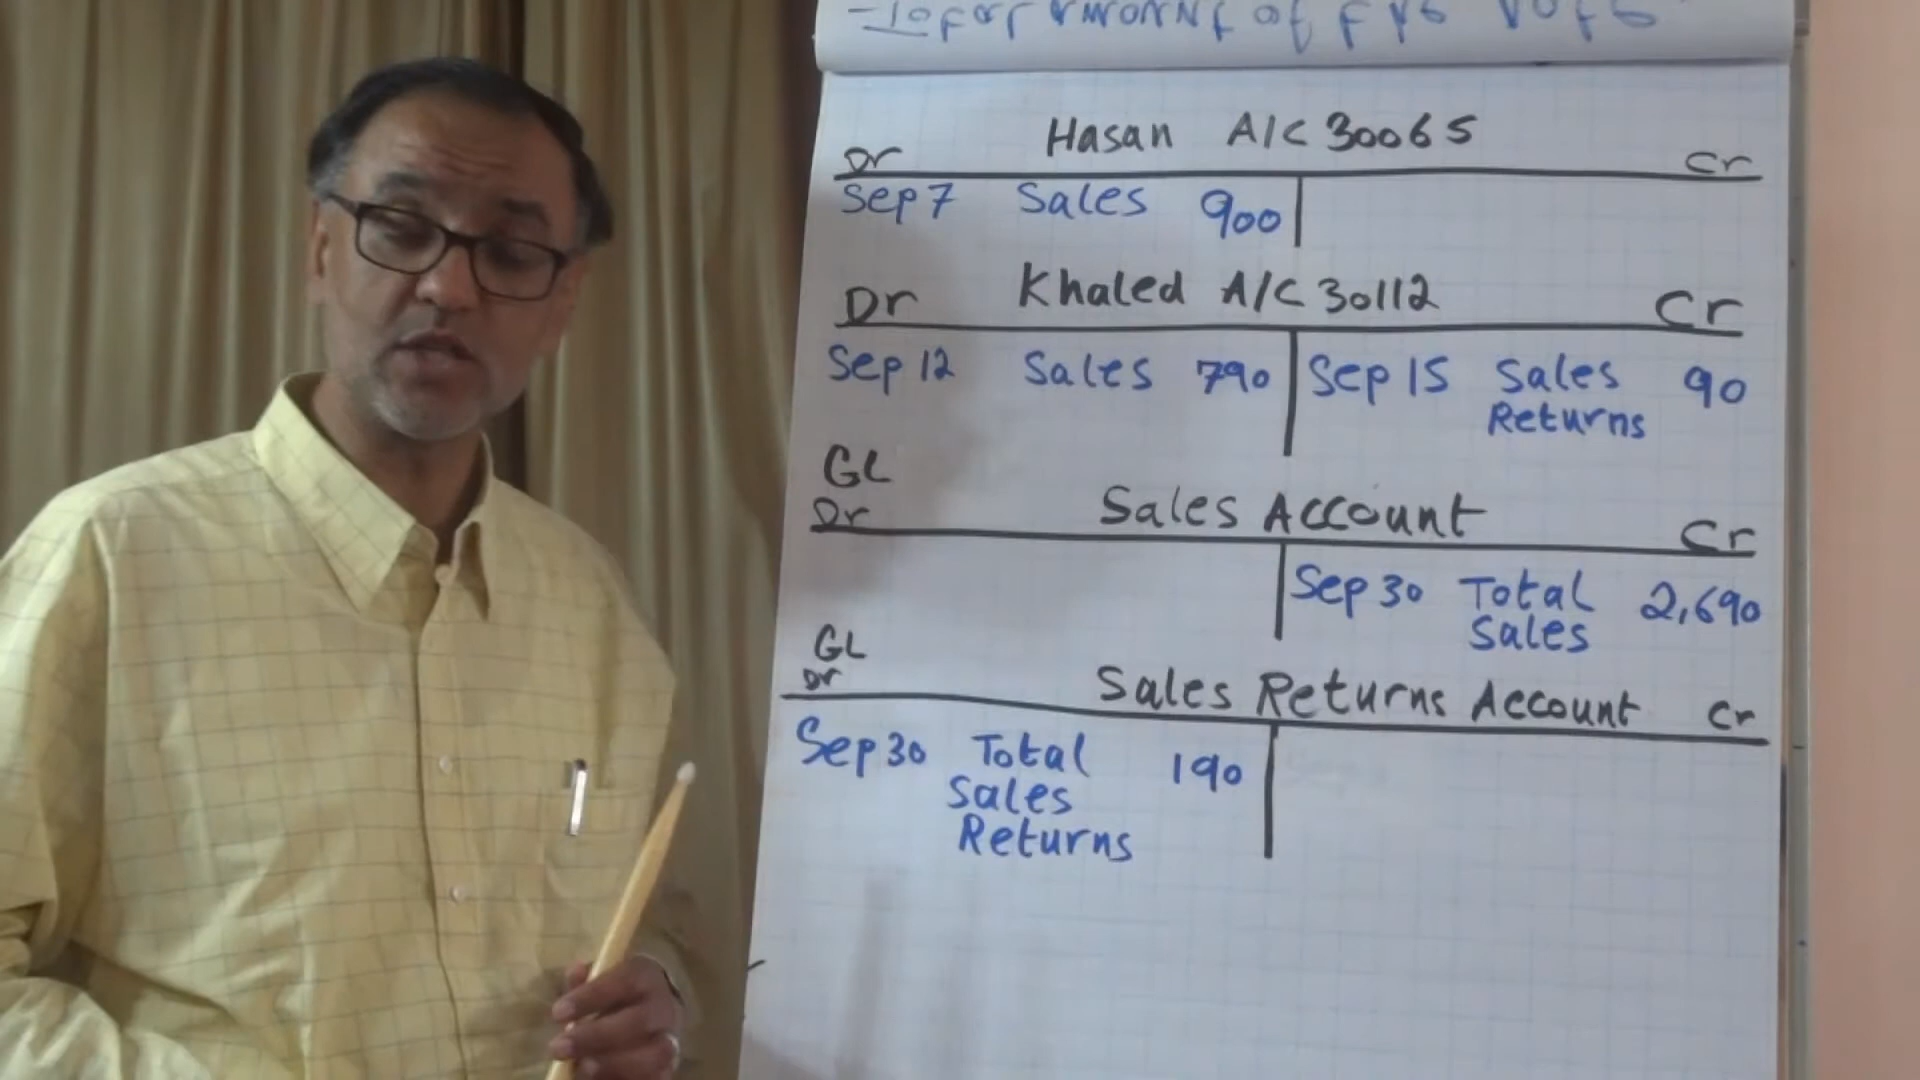 Hasan A/C 30065
Dr Cr
Sep 7 Sales 900
Dr Khaled A/C 30112 Cr
Sep 12 Sales 790 Sep 15 Sales 90
Returns
GL
Dr Sales Account Cr
Sep 30 Total 2,690
Sales
GL
Dr Sales Returns Account Cr
Sep 30 Total 190
Sales
Returns